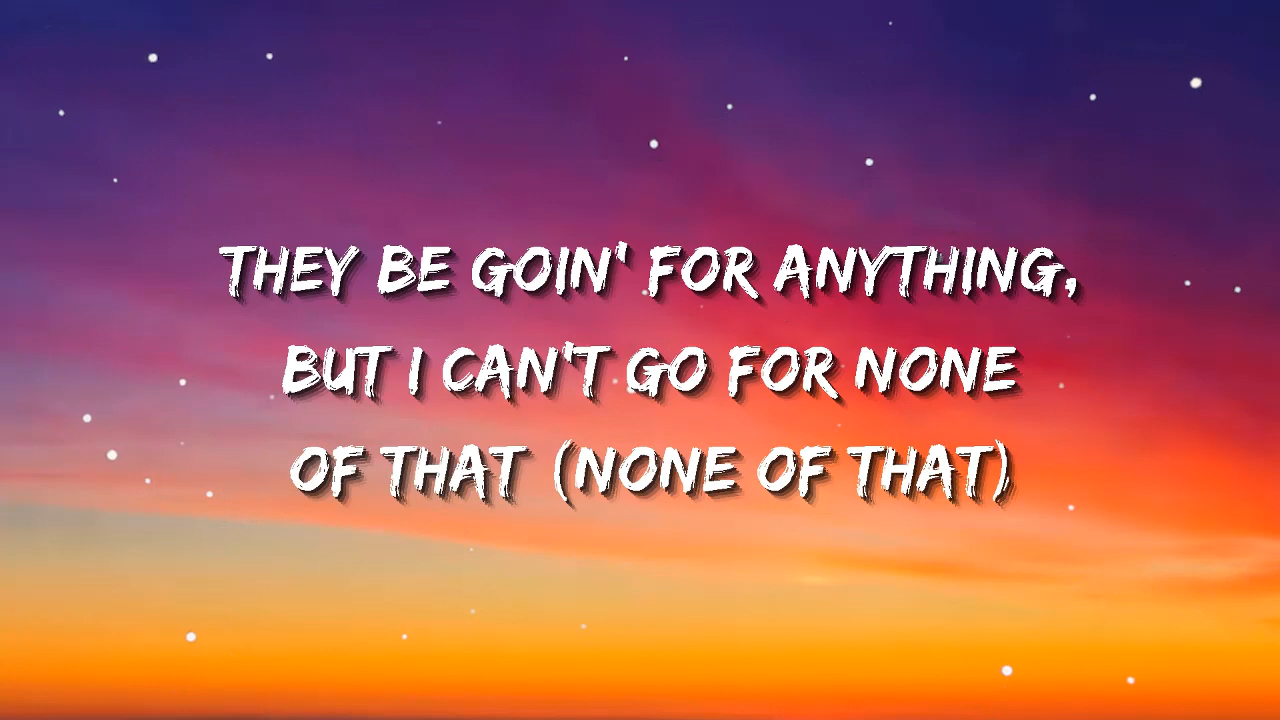 THEY BE GOIN' FOR ANYTHING,
BUT I CAN'T GO FOR NONE
OF THAT (NONE OF THAT)